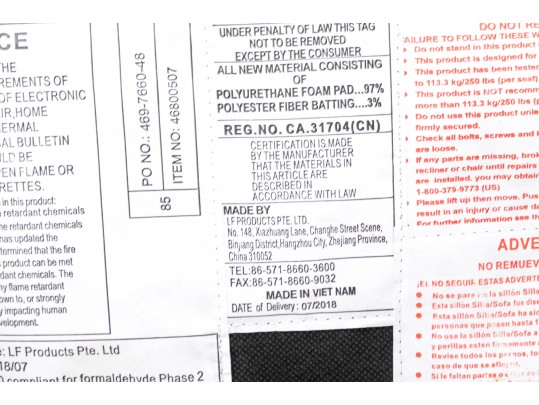 CE
THE
REMENTS OF
OF ELECTRONIC
IR,HOME
ERMAL
AL BULLETIN
LD BE
PEN FLAME OR
RETTES.
in this product:
retardant chemicals
he retardant chemicals
has updated the
termined that the fire
product can be met
dant chemicals. The
ny flame retardant
own to, or strongly
y impacting human
velopment.
: LF Products Pte. Ltd
18/07
compliant for formaldehyde Phase 2
PO NO.: 469-7660-48
ITEM NO: 46800507
85
UNDER PENALTY OF LAW THIS TAG
NOT TO BE REMOVED
EXCEPT BY THE CONSUMER
ALL NEW MATERIAL CONSISTING
OF
POLYURETHANE FOAM PAD...97%
POLYESTER FIBER BATTING....3%
REG.NO. CA.31704(CN)
CERTIFICATION IS MADE
BY THE MANUFACTURER
THAT THE MATERIALS IN
THIS ARTICLE ARE
DESCRIBED IN
ACCORDANCE WITH LAW
MADE BY
LF PRODUCTS PTE. LTD.
No. 148, Xiazhuang Lane, Changhe Street Scene,
Binjang District,Hangzhou City, Zhejiang Province,
China 310052
TEL:86-571-8660-3600
FAX:86-571-8660-9032
MADE IN VIET NAM
DATE of Delivery: 07/2018
DO NOT RE
FAILURE TO FOLLOW THESE W
Do not stand in this product
This product is designed for
This product has been tested
to 113.3 kg/250 lbs (per seat)
This product is NOT recomm
more than 113.3 kg/250 lbs (p
Do not use this product unle
firmly secured.
Check all bolts, screws and k
are loose.
If any parts are missing, brok
recliner or chair until repairs
are installed. you may obtain
1-800-379-9773 (US)
Please lift up then move. Pus
result in an injury or cause da
For further information see th
ADVE
NO REMUEV
¡EL NO SEGUIR ESTAS ADVERTE
No se pare en la sillón Silla
Esta sillón Silla/Sofa fue dise
Esta sillón Silla/Sofa ha sid
personas que pesen hasta 1
No use la sillón Silla/Sofa a
y perillas estén firmamente
Revise todos los pernos, to
caso de que se aflojen.
Si le faltan partes